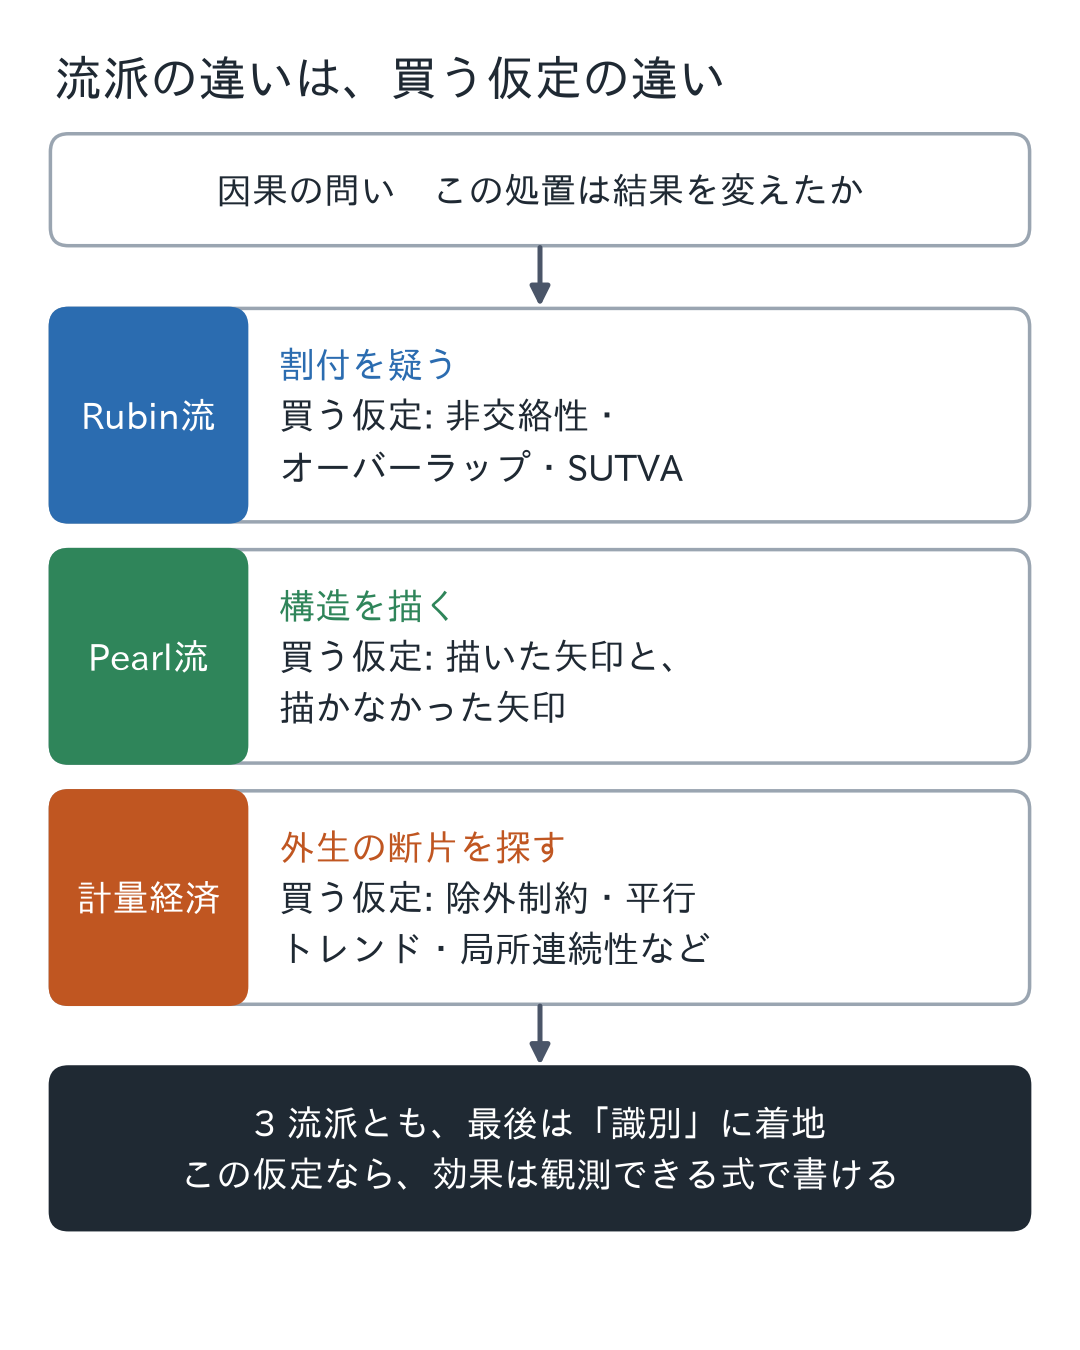 流派の違いは、買う仮定の違い
因果の問い　この処置は結果を変えたか
Rubin流
割付を疑う
買う仮定: 非交絡性・
オーバーラップ・SUTVA
Pearl流
構造を描く
買う仮定: 描いた矢印と、
描かなかった矢印
計量経済
外生の断片を探す
買う仮定: 除外制約・平行
トレンド・局所連続性など
3 流派とも、最後は「識別」に着地
この仮定なら、効果は観測できる式で書ける